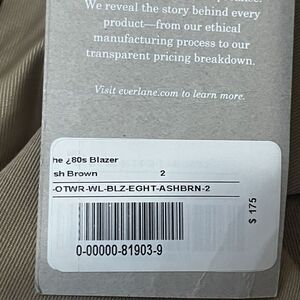 We reveal the story behind every
product—from our ethical
manufacturing process to our
transparent pricing breakdown.
Visit everlane.com to learn more.
he ¿80s Blazer
sh Brown 2
-OTWR-WL-BLZ-EGHT-ASHBRN-2
0-00000-81903-9
$ 175